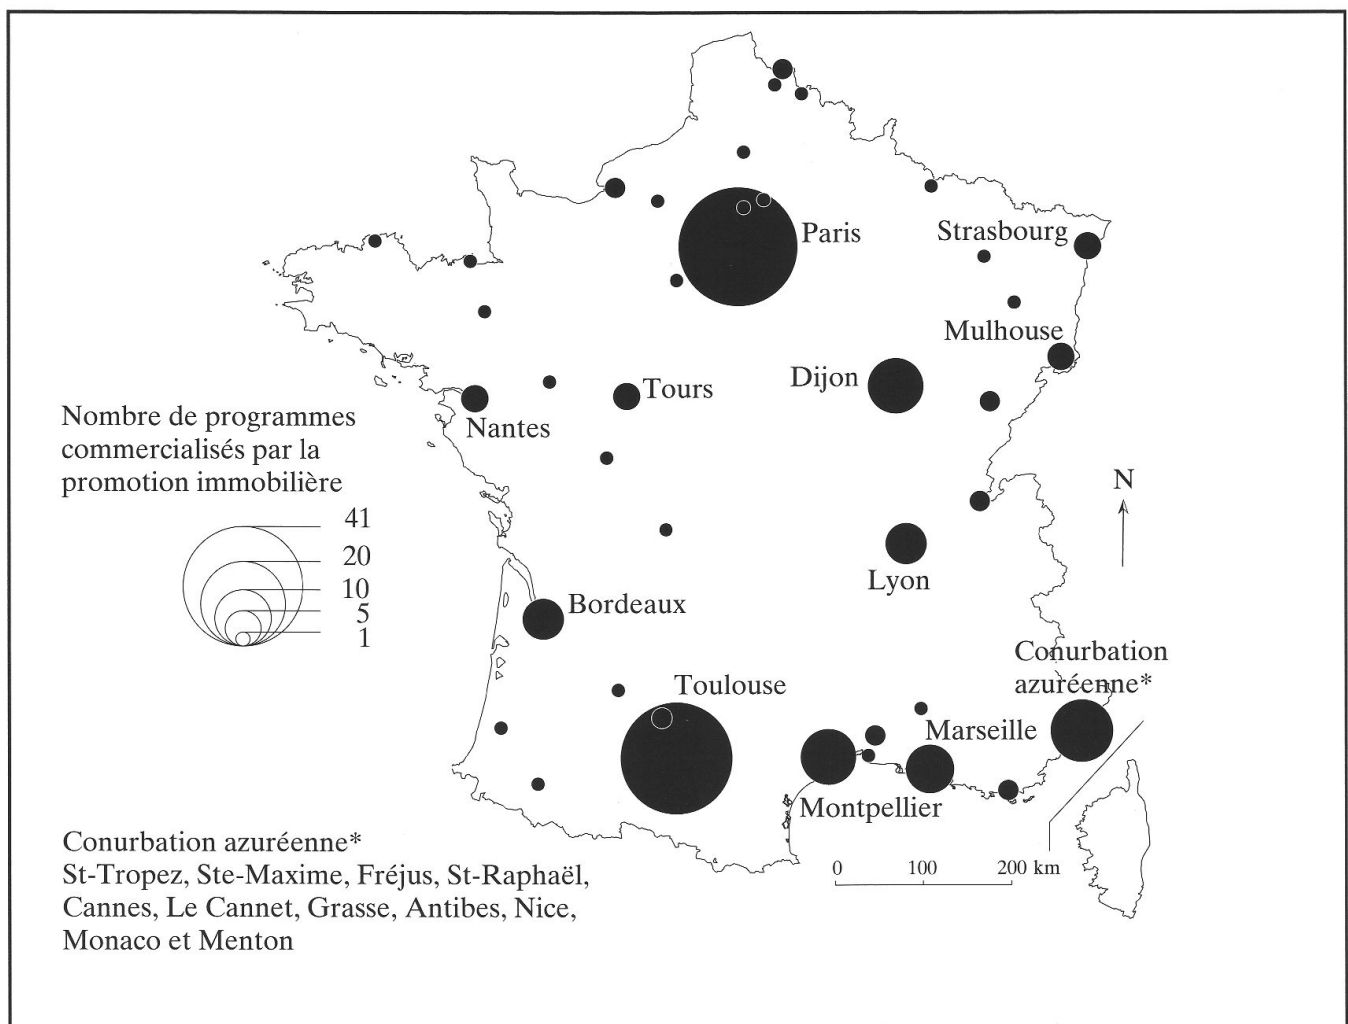 Paris
Strasbourg
Mulhouse
Dijon
Tours
Nantes
Nombre de programmes
commercialisés par la
promotion immobilière
41
20
10
5
1
N
Lyon
Bordeaux
Conurbation
azuréenne*
Toulouse
Marseille
Montpellier
Conurbation azuréenne*
St-Tropez, Ste-Maxime, Fréjus, St-Raphaël,
Cannes, Le Cannet, Grasse, Antibes, Nice,
Monaco et Menton
0 100 200 km